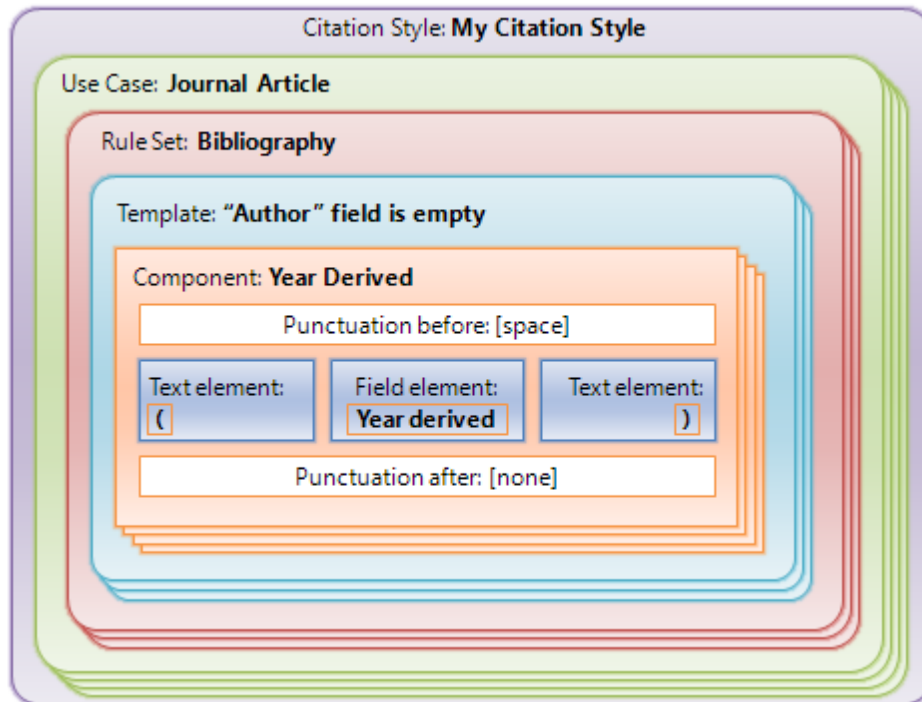 Citation Style: My Citation Style
Use Case: Journal Article
Rule Set: Bibliography
Template: “Author” field is empty
Component: Year Derived
Punctuation before: [space]
Text element:
(
Field element:
Year derived
Text element:
)
Punctuation after: [none]